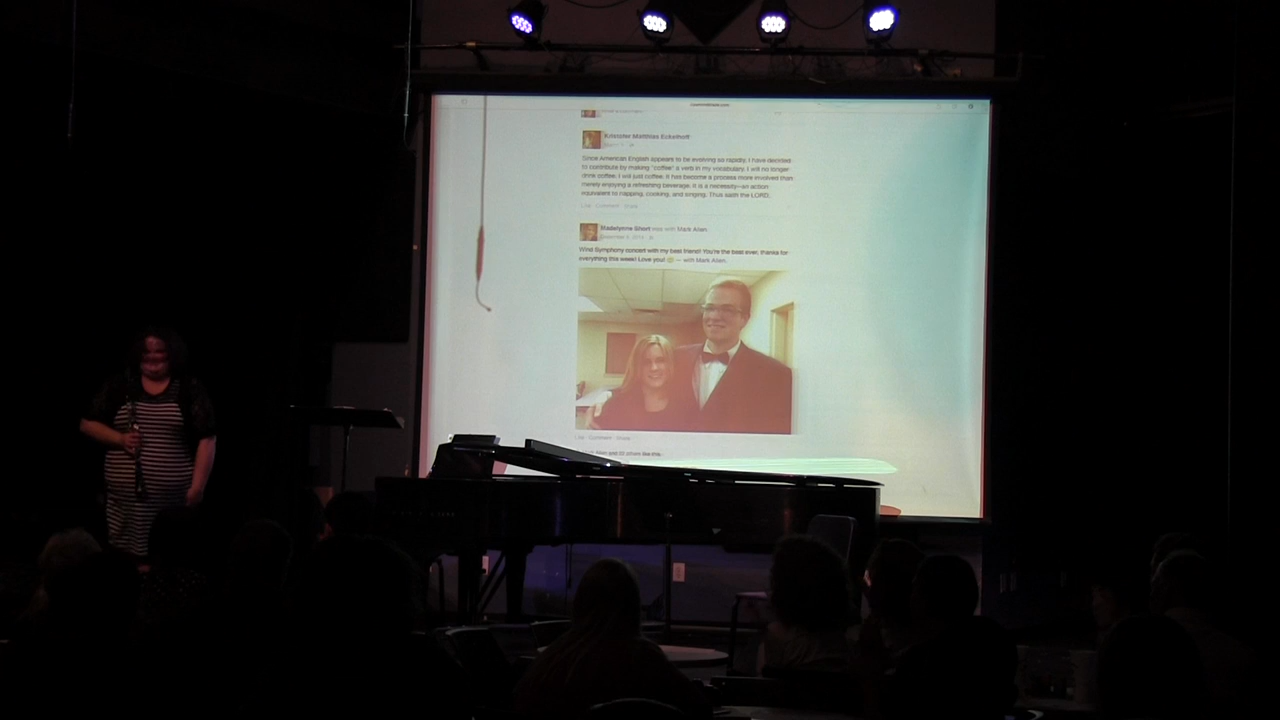 Kristofer Matthias Eckelhoff
Since American English appears to be evolving so rapidly, I have decided
to contribute by making "coffee" a verb in my vocabulary. I will no longer
drink coffee. I will just coffee. It has become a process more involved than
merely enjoying a refreshing beverage. It is a necessity--an action
equivalent to napping, cooking, and singing. Thus saith the LORD.
Like · Comment · Share
Madelynne Short was with Mark Allen.
Wind Symphony concert with my best friend! You're the best ever, thanks for
everything this week! Love you! — with Mark Allen.
Like · Comment · Share
others like this.